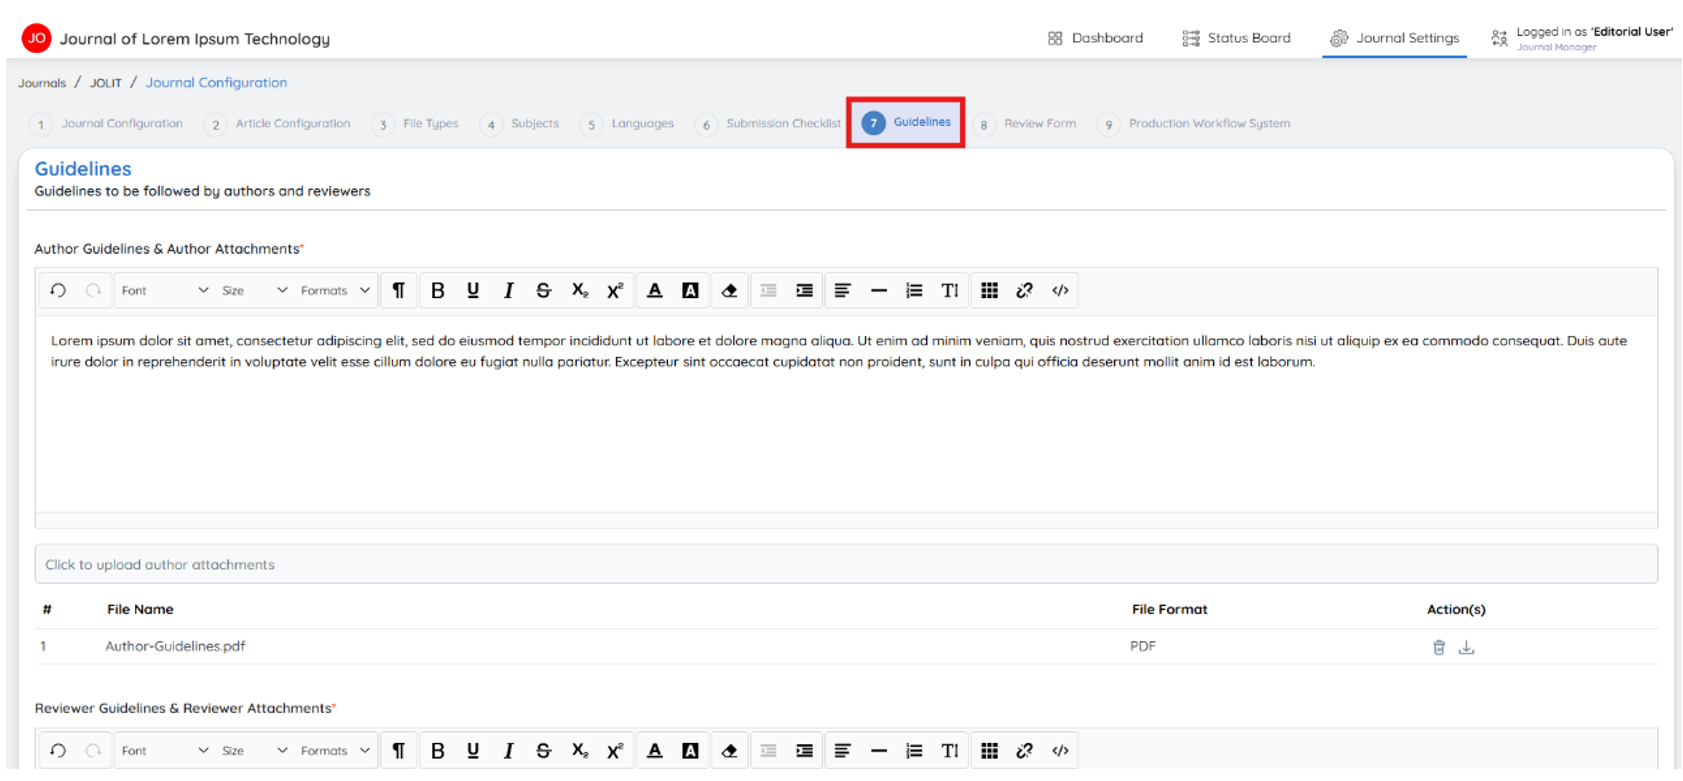 JO Journal of Lorem Ipsum Technology Dashboard Status Board Journal Settings Logged in as 'Editorial User'
Journal Manager
Journals / JOLIT / Journal Configuration
1 Journal Configuration 2 Article Configuration 3 File Types 4 Subjects 5 Languages 6 Submission Checklist 7 Guidelines 8 Review Form 9 Production Workflow System
Guidelines
Guidelines to be followed by authors and reviewers
Author Guidelines & Author Attachments*
Font Size Formats ¶ B U I S X₂ X² A A T </>
Lorem ipsum dolor sit amet, consectetur adipiscing elit, sed do eiusmod tempor incididunt ut labore et dolore magna aliqua. Ut enim ad minim veniam, quis nostrud exercitation ullamco laboris nisi ut aliquip ex ea commodo consequat. Duis aute
irure dolor in reprehenderit in voluptate velit esse cillum dolore eu fugiat nulla pariatur. Excepteur sint occaecat cupidatat non proident, sunt in culpa qui officia deserunt mollit anim id est laborum.
Click to upload author attachments
# File Name File Format Action(s)
1 Author-Guidelines.pdf PDF
Reviewer Guidelines & Reviewer Attachments*
Font Size Formats ¶ B U I S X₂ X² A A T </>